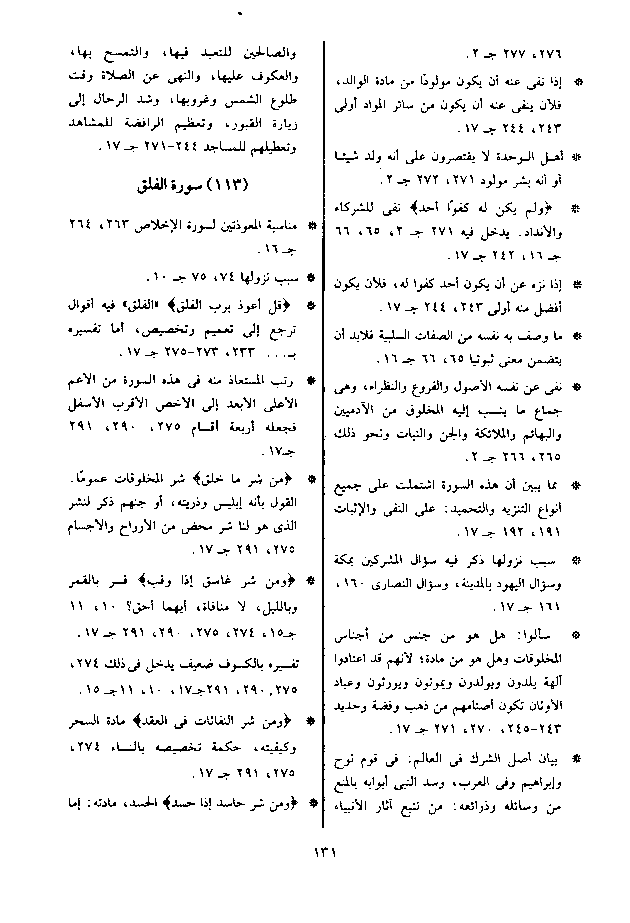 ٢٧٦، ٢٧٧ جـ ٢.
* إذا نفى عنه أن يكون مولودًا من مادة الوالد،
فلأن ينفى عنه أن يكون من سائر المواد أولى
٢٤٣، ٢٤٤ جـ ١٧.
* أهل الوحدة لا يقتصرون على أنه ولد شيئا
أو أنه بشر مولود ٢٧١، ٢٧٢ جـ ٢.
* ﴿ولم يكن له كفوًا أحد﴾ نفى للشركاء
والأنداد. يدخل فيه ٢٧١ جـ ٢، ٦٥، ٦٦
جـ ١٦، ٢٤٢ جـ ١٧.
* إذا نزه عن أن يكون أحد كفوا له، فلأن يكون
أفضل منه أولى ٢٤٣، ٢٤٤ جـ ١٧.
* ما وصف به نفسه من الصفات السلبية فلابد أن
يتضمن معنى ثبوتيا ٦٥، ٦٦ جـ ١٦.
* نفى عن نفسه الأصول والفروع والنظراء، وهى
جماع ما ينسب إليه المخلوق من الآدميين
والبهائم والملائكة والجن والنبات ونحو ذلك
٢٦٥، ٢٦٦ جـ ٢.
* مما يبين أن هذه السورة اشتملت على جميع
أنواع التنزيه والتحميد: على النفى والإثبات
١٩١، ١٩٢ جـ ١٧.
* سبب نزولها ذكر فيه سؤال المشركين بمكة
وسؤال اليهود بالمدينة، وسؤال النصارى ١٦٠،
١٦١ جـ ١٧.
* سألوا: هل هو من جنس من أجناس
المخلوقات وهل هو من مادة؛ لأنهم قد اعتادوا
آلهة يلدون ويولدون ويموتون ويورثون وعباد
الأوثان تكون أصنامهم من ذهب وفضة وحديد
٢٤٣-٢٤٥، ٢٧٠، ٢٧١ جـ ١٧.
* بيان أصل الشرك فى العالم: فى قوم نوح
وإبراهيم وفى العرب، وسد النبى أبوابه بالمنع
من وسائله وذرائعه: من تتبع آثار الأنبياء
والصالحين للتعبد فيها، والتمسح بها،
والعكوف عليها، والنهى عن الصلاة وقت
طلوع الشمس وغروبها، وشد الرحال إلى
زيارة القبور، وتعظيم الرافضة للمشاهد
وتعطيلهم للمساجد ٢٤٤-٢٧١ جـ ١٧.
(١١٣) سورة الفلق
* مناسبة المعوذتين لسورة الإخلاص ٢٦٣، ٢٦٤
جـ ١٦.
* سبب نزولها ٧٤، ٧٥ جـ ١٠.
* ﴿قل أعوذ برب الفلق﴾ «الفلق» فيه أقوال
ترجع إلى تعميم وتخصيص، أما تفسيره
بـ... ٢٣٣، ٢٧٣-٢٧٥ جـ ١٧.
* رتب المستعاذ منه فى هذه السورة من الأعم
الأعلى الأبعد إلى الأخص الأقرب الأسفل
فجعله أربعة أقسام ٢٧٥، ٢٩٠، ٢٩١
جـ١٧.
* ﴿من شر ما خلق﴾ شر المخلوقات عمومًا.
القول بأنه إبليس وذريته، أو جنهم ذكر لنشر
الذى هو لنا شر محض من الأرواح والأجسام
٢٧٥، ٢٩١ جـ ١٧.
* ﴿ومن شر غاسق إذا وقب﴾ فسر بالقمر
وبالليل، لا منافاة، أيهما أحق؟ ١٠، ١١
جـ١٥، ٢٧٤، ٢٧٥، ٢٩٠، ٢٩١ جـ ١٧.
تفسيره بالكسوف ضعيف يدخل فى ذلك ٢٧٤،
٢٧٥، ٢٩٠، ٢٩١جـ١٧، ١٠، ١١جـ ١٥.
* ﴿ومن شر النفاثات فى العقد﴾ مادة السحر
وكيفيته، حكمة تخصيصه بالنساء ٢٧٤،
٢٧٥، ٢٩١ جـ ١٧.
* ﴿ومن شر حاسد إذا حسد﴾ الحسد، مادته: إما
١٣١